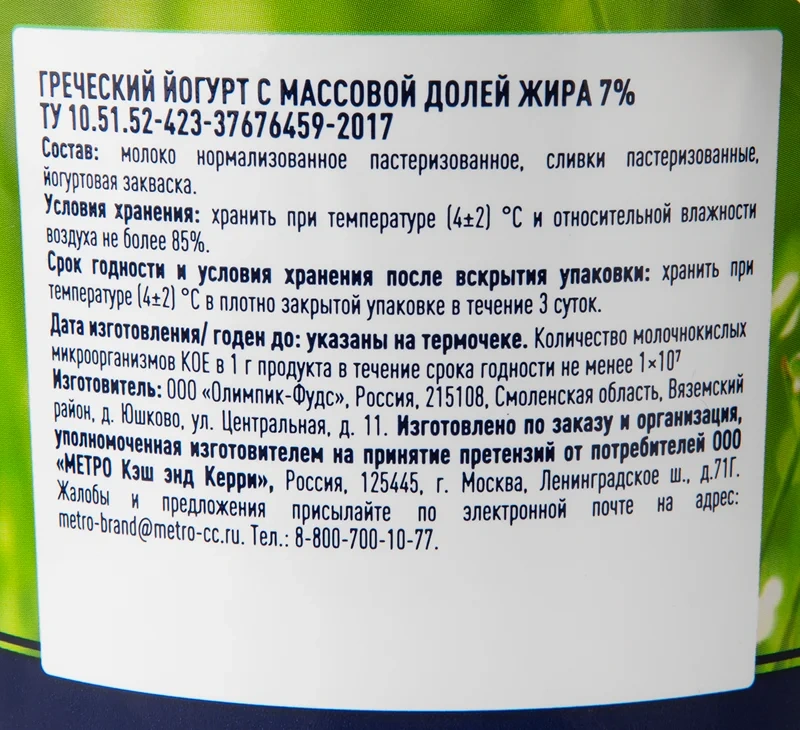 ГРЕЧЕСКИЙ ЙОГУРТ С МАССОВОЙ ДОЛЕЙ ЖИРА 7%
ТУ 10.51.52-423-37676459-2017
Состав: молоко нормализованное пастеризованное, сливки пастеризованные,
йогуртовая закваска.
Условия хранения: хранить при температуре (4±2) °С и относительной влажности
воздуха не более 85%.
Срок годности и условия хранения после вскрытия упаковки: хранить при
температуре (4±2) °С в плотно закрытой упаковке в течение 3 суток.
Дата изготовления/ годен до: указаны на термочеке. Количество молочнокислых
микроорганизмов КОЕ в 1 г продукта в течение срока годности не менее 1×10⁷
Изготовитель: ООО «Олимпик-Фудс», Россия, 215108, Смоленская область, Вяземский
район, д. Юшково, ул. Центральная, д. 11. Изготовлено по заказу и организация,
уполномоченная изготовителем на принятие претензий от потребителей ООО
«МЕТРО Кэш энд Керри», Россия, 125445, г. Москва, Ленинградское ш., д.71Г.
Жалобы и предложения присылайте по электронной почте на адрес:
metro-brand@metro-cc.ru. Тел.: 8-800-700-10-77.